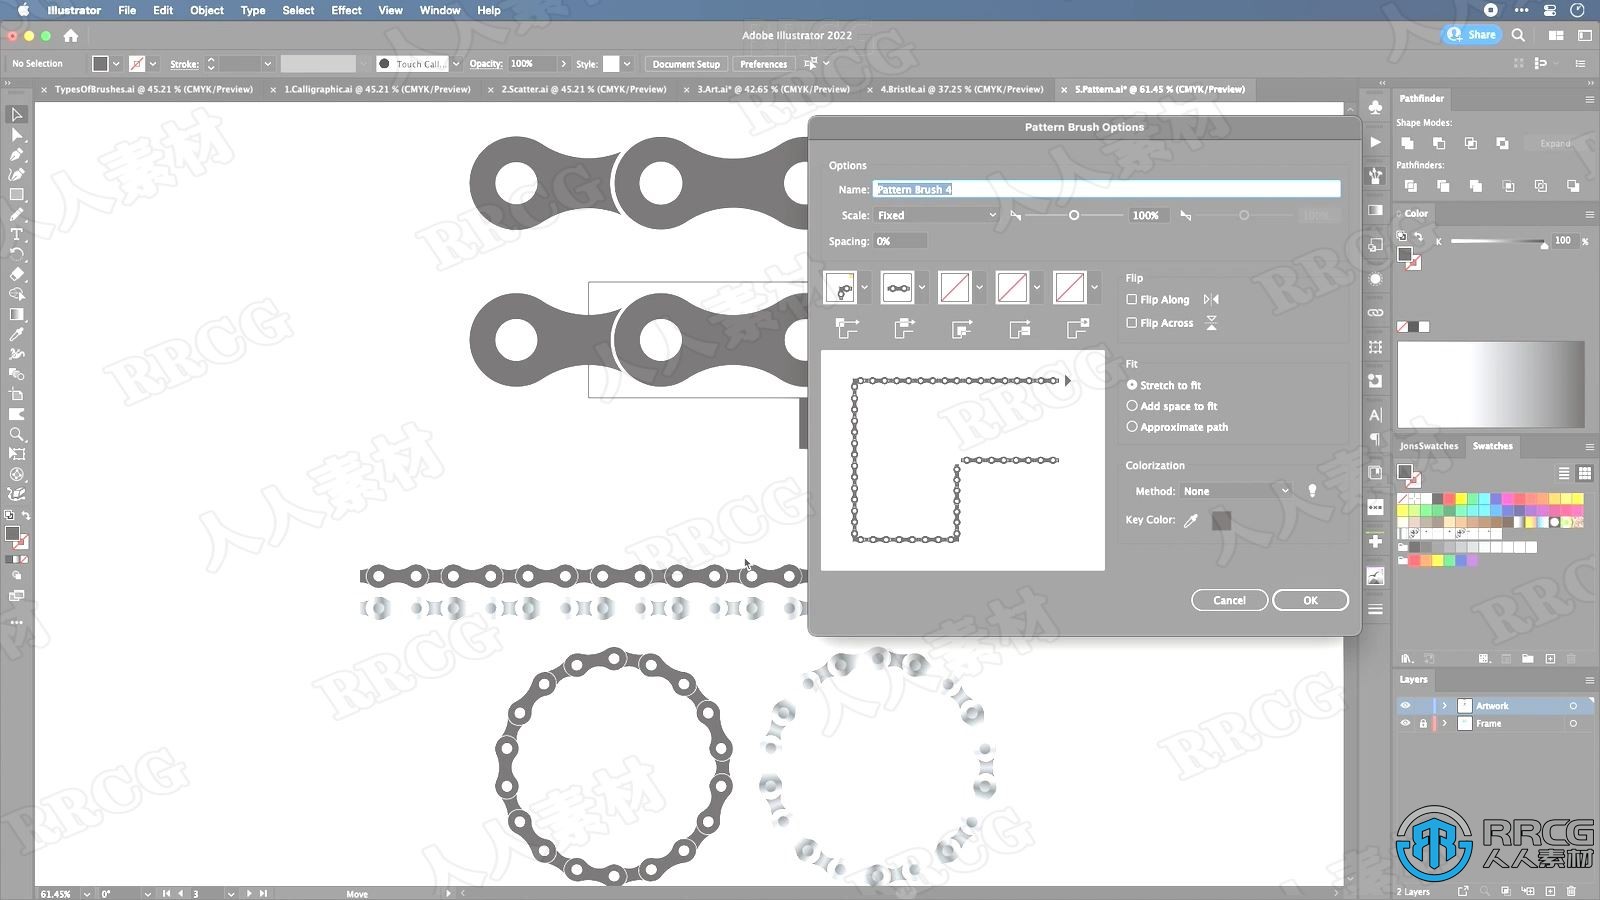 Illustrator File Edit Object Type Select Effect View Window Help
Adobe Illustrator 2022
Share
No Selection
Stroke:
Touch Call...
Opacity: 100%
Style:
Document Setup
Preferences
TypesOfBrushes.ai @ 45.21 % (CMYK/Preview)
1.Calligraphic.ai @ 45.21 % (CMYK/Preview)
2.Scatter.ai @ 45.21 % (CMYK/Preview)
3.Art.ai* @ 42.65 % (CMYK/Preview)
4.Bristle.ai @ 37.25 % (CMYK/Preview)
5.Pattern.ai* @ 61.45 % (CMYK/Preview)
Pattern Brush Options
Options
Name: Pattern Brush 4
Scale: Fixed 100% 100%
Spacing: 0%
Flip
Flip Along
Flip Across
Fit
Stretch to fit
Add space to fit
Approximate path
Colorization
Method: None
Key Color:
Cancel OK
Pathfinder
Shape Modes:
Expand
Pathfinders:
Color
K 100 %
JonsSwatches Swatches
Layers
Artwork
Frame
2 Layers
61.45% 0° 3 Move
RRCG
人人素材